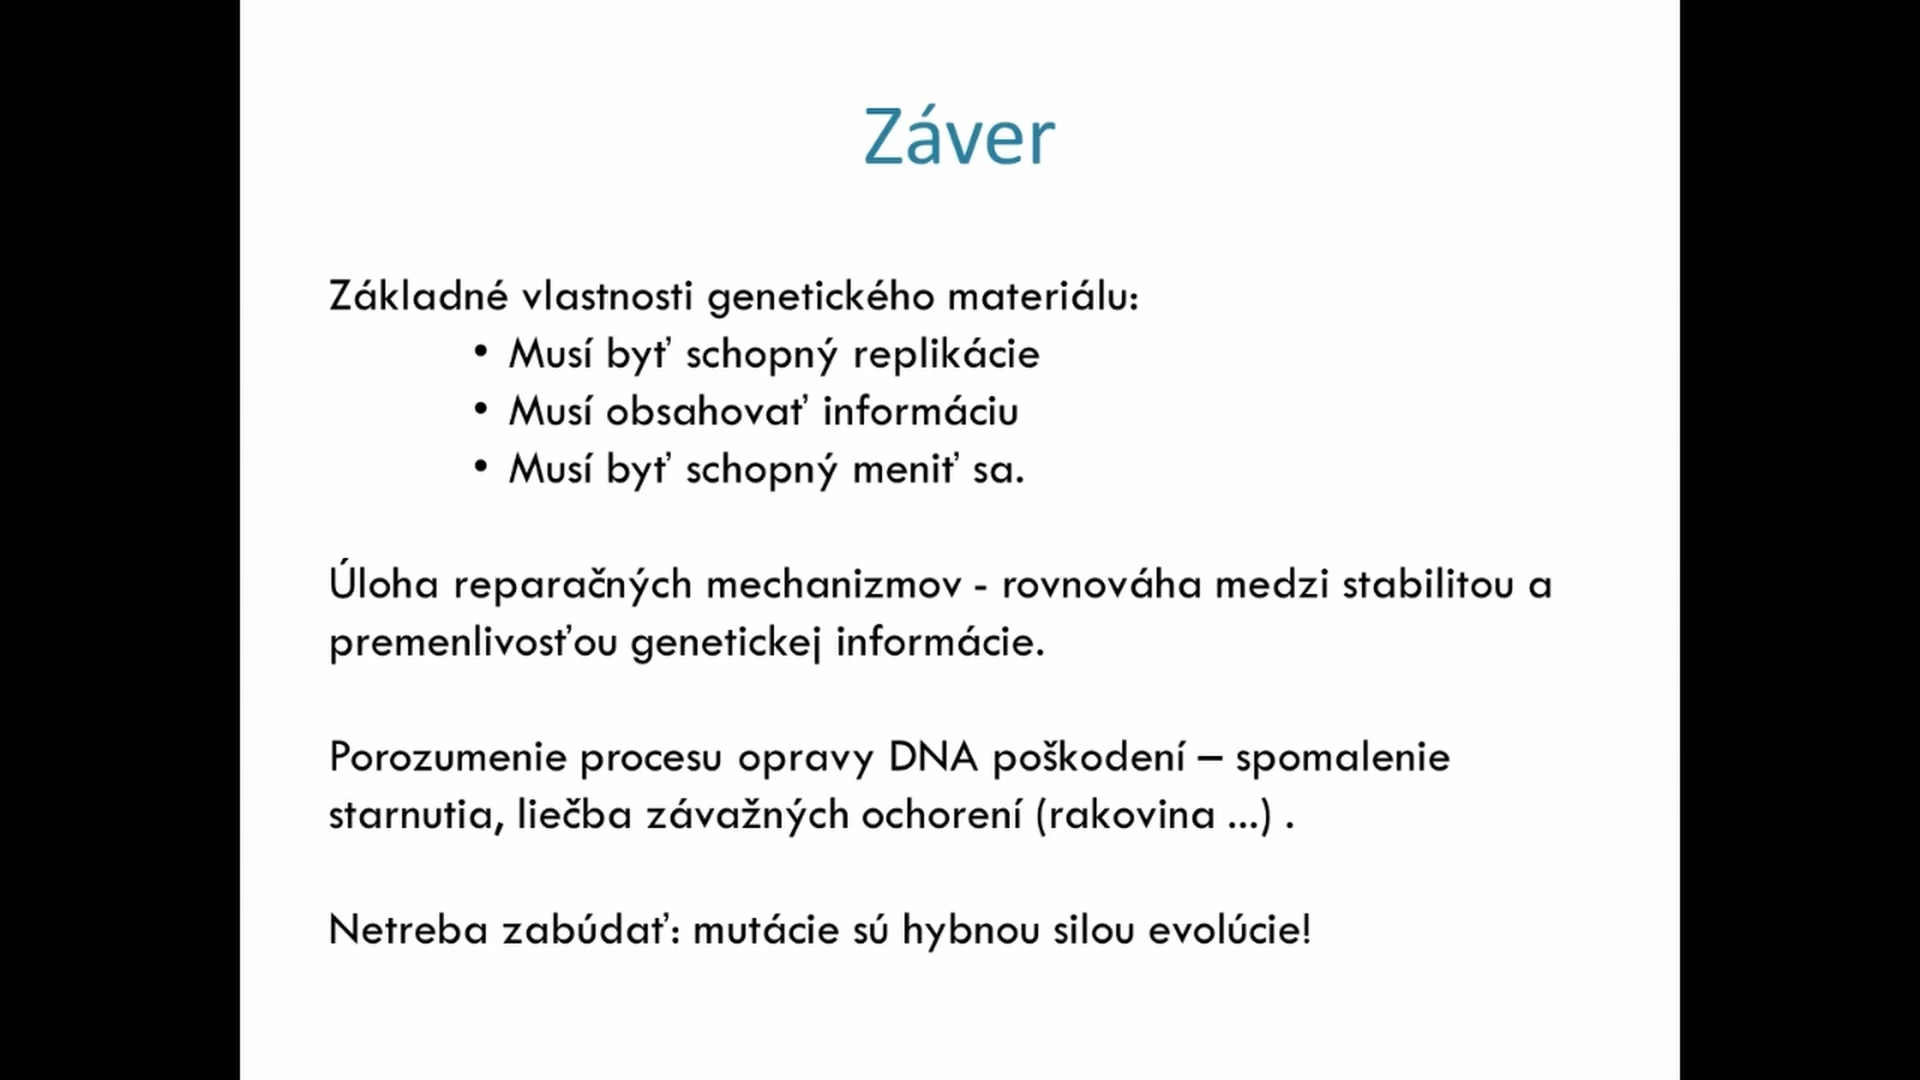 Záver
Základné vlastnosti genetického materiálu:
• Musí byť schopný replikácie
• Musí obsahovať informáciu
• Musí byť schopný meniť sa.
Úloha reparačných mechanizmov - rovnováha medzi stabilitou a
premenlivosťou genetickej informácie.
Porozumenie procesu opravy DNA poškodení – spomalenie
starnutia, liečba závažných ochorení (rakovina ...) .
Netreba zabúdať: mutácie sú hybnou silou evolúcie!